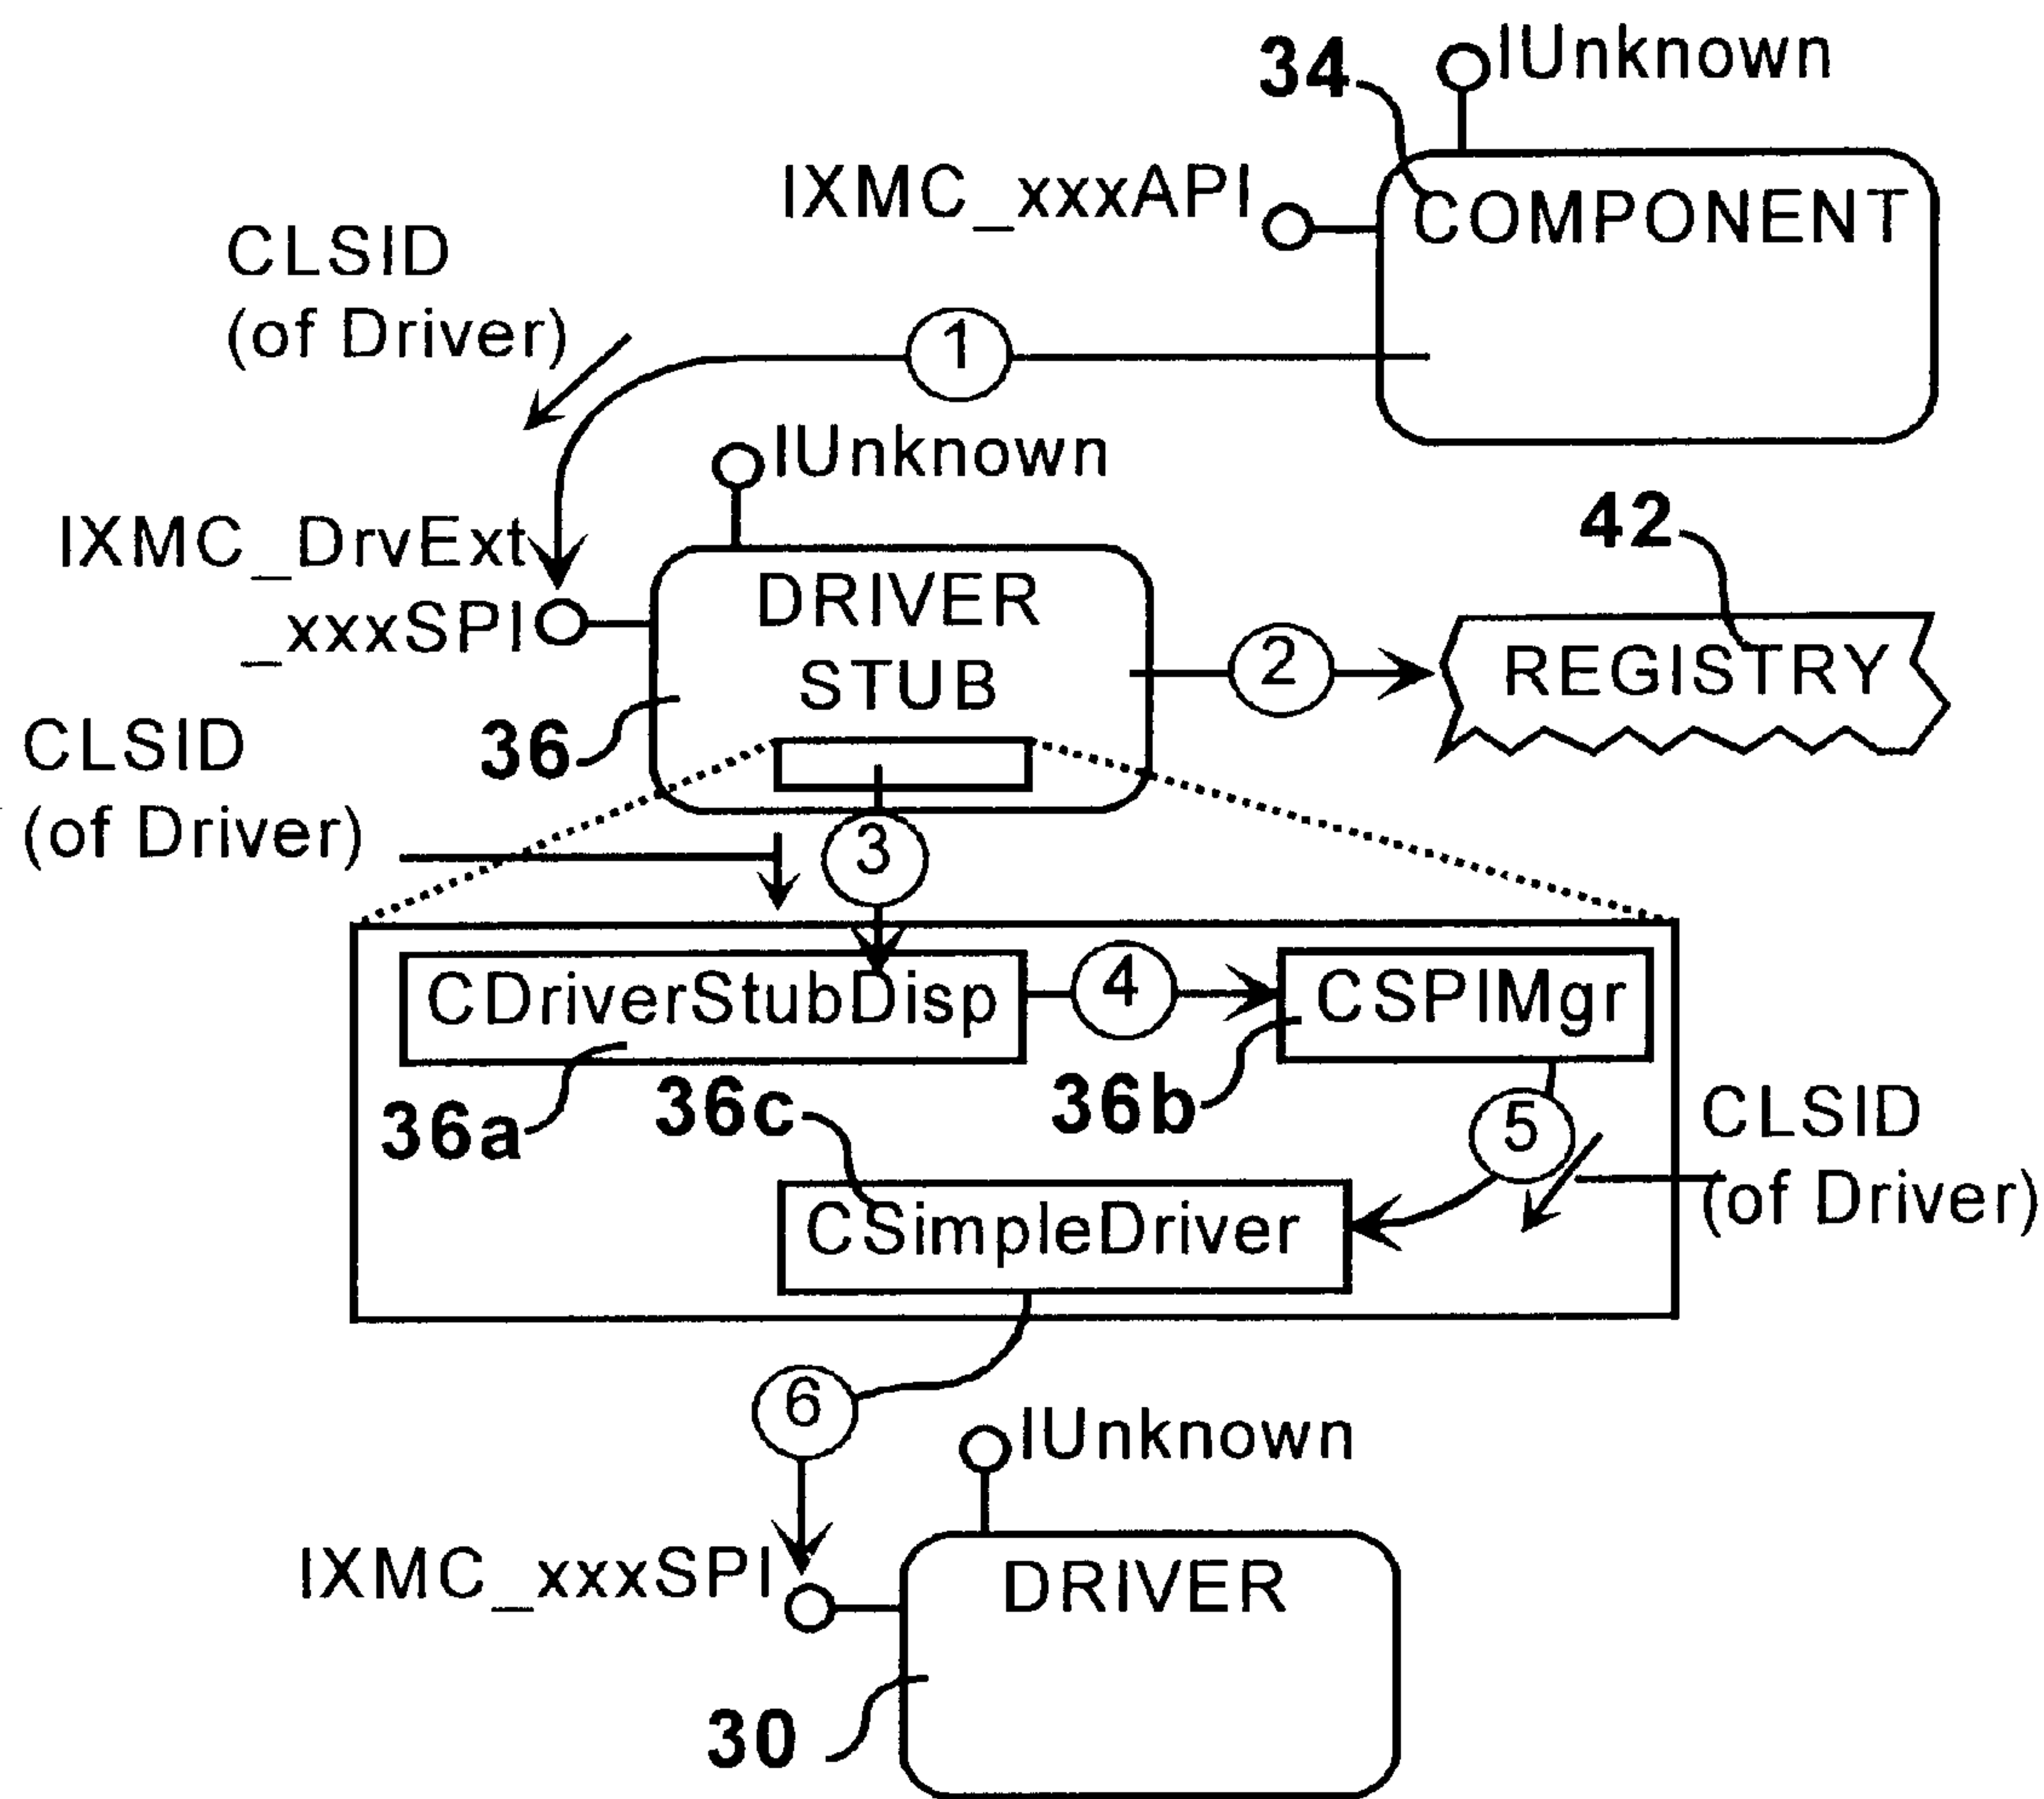 34
IUnknown
IXMC_xxxAPI
COMPONENT
CLSID
(of Driver)
1
IUnknown
IXMC_DrvExt
_xxxSPI
DRIVER
STUB
42
2
REGISTRY
36
CLSID
(of Driver)
3
CDriverStubDisp
4
CSPIMgr
36a
36c
36b
5
CLSID
(of Driver)
CSimpleDriver
6
IUnknown
IXMC_xxxSPI
DRIVER
30